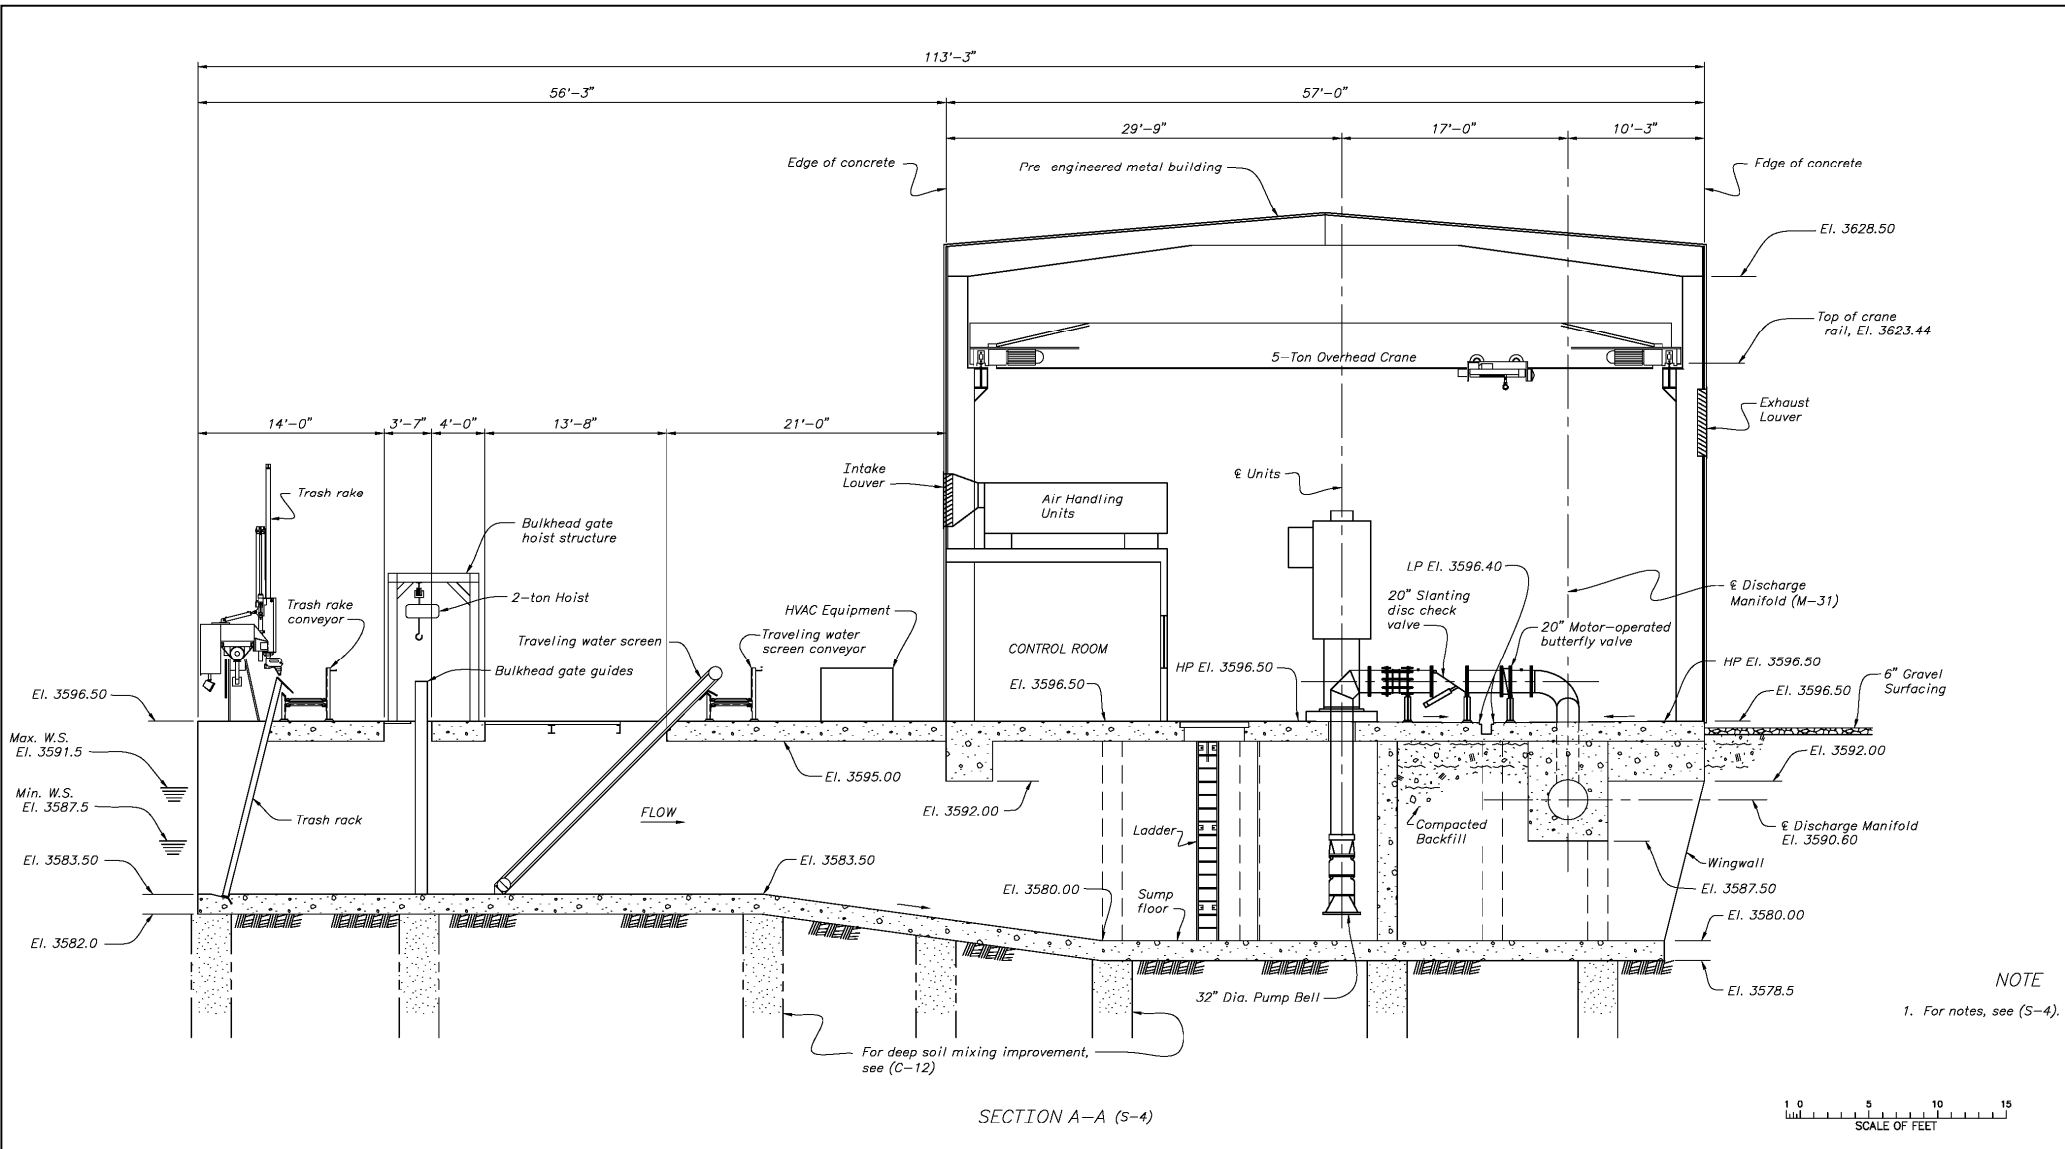 113'-3"
56'-3"
57'-0"
29'-9"
17'-0"
10'-3"
Edge of concrete
Pre engineered metal building
Edge of concrete
El. 3628.50
Top of crane
rail, El. 3623.44
5-Ton Overhead Crane
Exhaust
Louver
14'-0"
3'-7"
4'-0"
13'-8"
21'-0"
Intake
Louver
℄ Units
Air Handling
Units
Trash rake
Bulkhead gate
hoist structure
2-ton Hoist
Trash rake
conveyor
HVAC Equipment
Traveling water screen
Traveling water
screen conveyor
Bulkhead gate guides
CONTROL ROOM
LP El. 3596.40
20" Slanting
disc check
valve
20" Motor-operated
butterfly valve
℄ Discharge
Manifold (M-31)
HP El. 3596.50
El. 3596.50
HP El. 3596.50
El. 3596.50
6" Gravel
Surfacing
El. 3596.50
Max. W.S.
El. 3591.5
Min. W.S.
El. 3587.5
El. 3595.00
El. 3592.00
El. 3592.00
Trash rack
FLOW
Ladder
Compacted
Backfill
℄ Discharge Manifold
El. 3590.60
Wingwall
El. 3583.50
El. 3583.50
El. 3580.00
Sump
floor
El. 3587.50
El. 3580.00
El. 3582.0
32" Dia. Pump Bell
El. 3578.5
For deep soil mixing improvement,
see (C-12)
NOTE
1. For notes, see (S-4).
SECTION A-A (S-4)
1 0 5 10 15
SCALE OF FEET